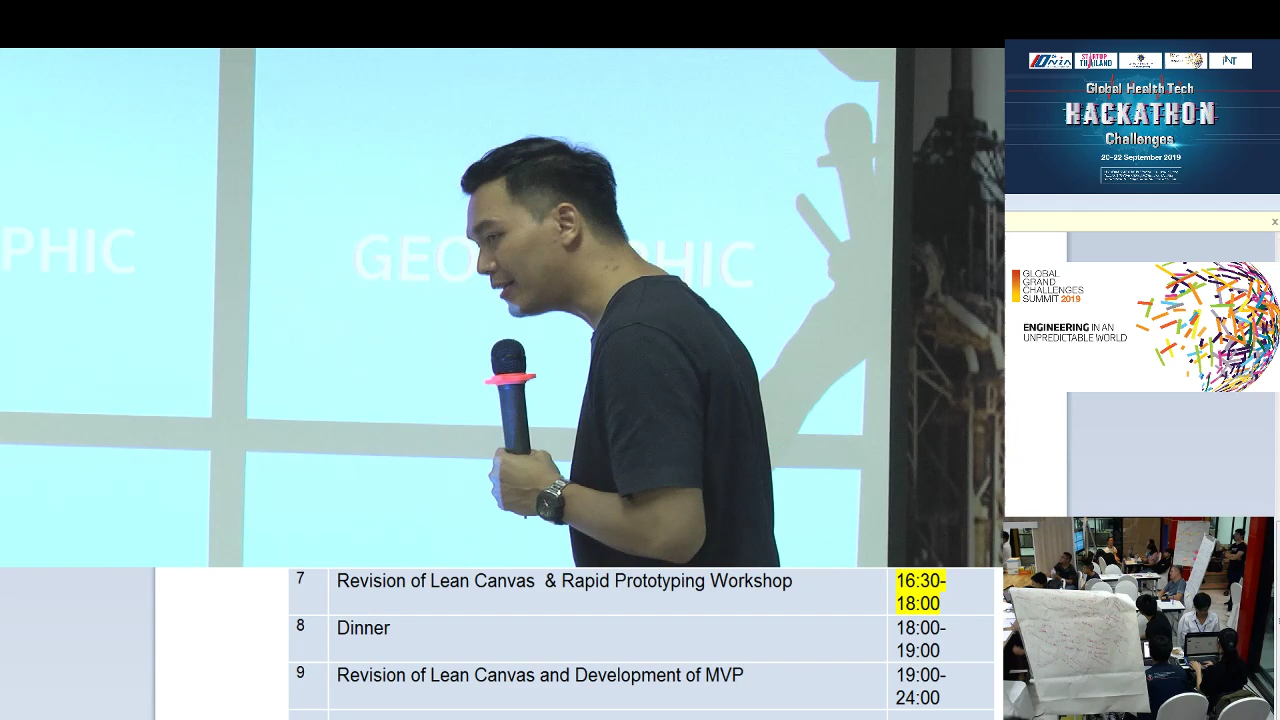 PHIC
GEO PHIC
7 Revision of Lean Canvas & Rapid Prototyping Workshop 16:30-
18:00
8 Dinner 18:00-
19:00
9 Revision of Lean Canvas and Development of MVP 19:00-
24:00
NIA
STARTUP
THAILAND
iNT
Global HealthTech
HACKATHON
Challenges
20-22 September 2019
x
GLOBAL
GRAND
CHALLENGES
SUMMIT 2019
ENGINEERING IN AN
UNPREDICTABLE WORLD